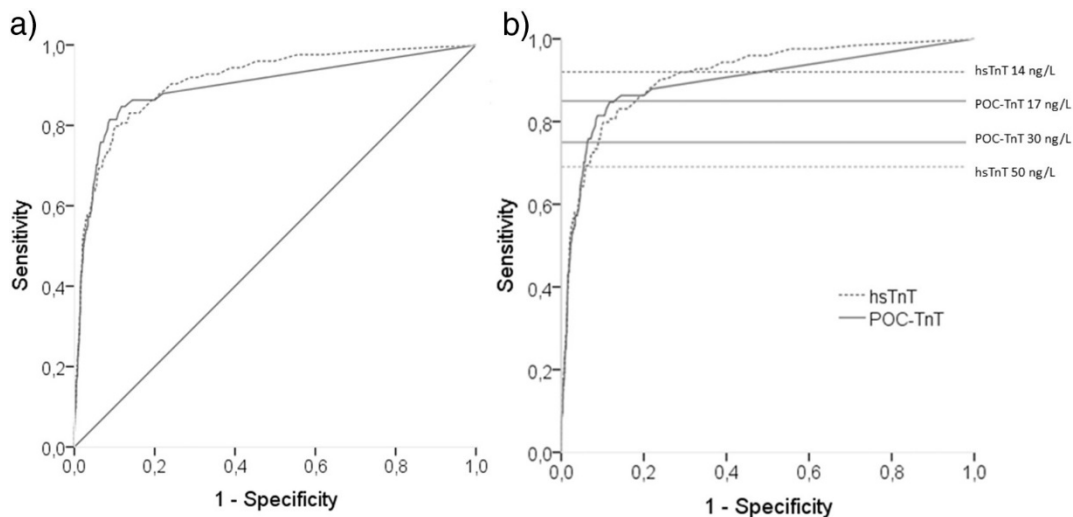 a)
1,0
0,8
0,6
0,4
0,2
0,0
Sensitivity
0,0 0,2 0,4 0,6 0,8 1,0
1 - Specificity
b)
1,0
0,8
0,6
0,4
0,2
0,0
Sensitivity
hsTnT 14 ng/L
POC-TnT 17 ng/L
POC-TnT 30 ng/L
hsTnT 50 ng/L
hsTnT
POC-TnT
0,0 0,2 0,4 0,6 0,8 1,0
1 - Specificity